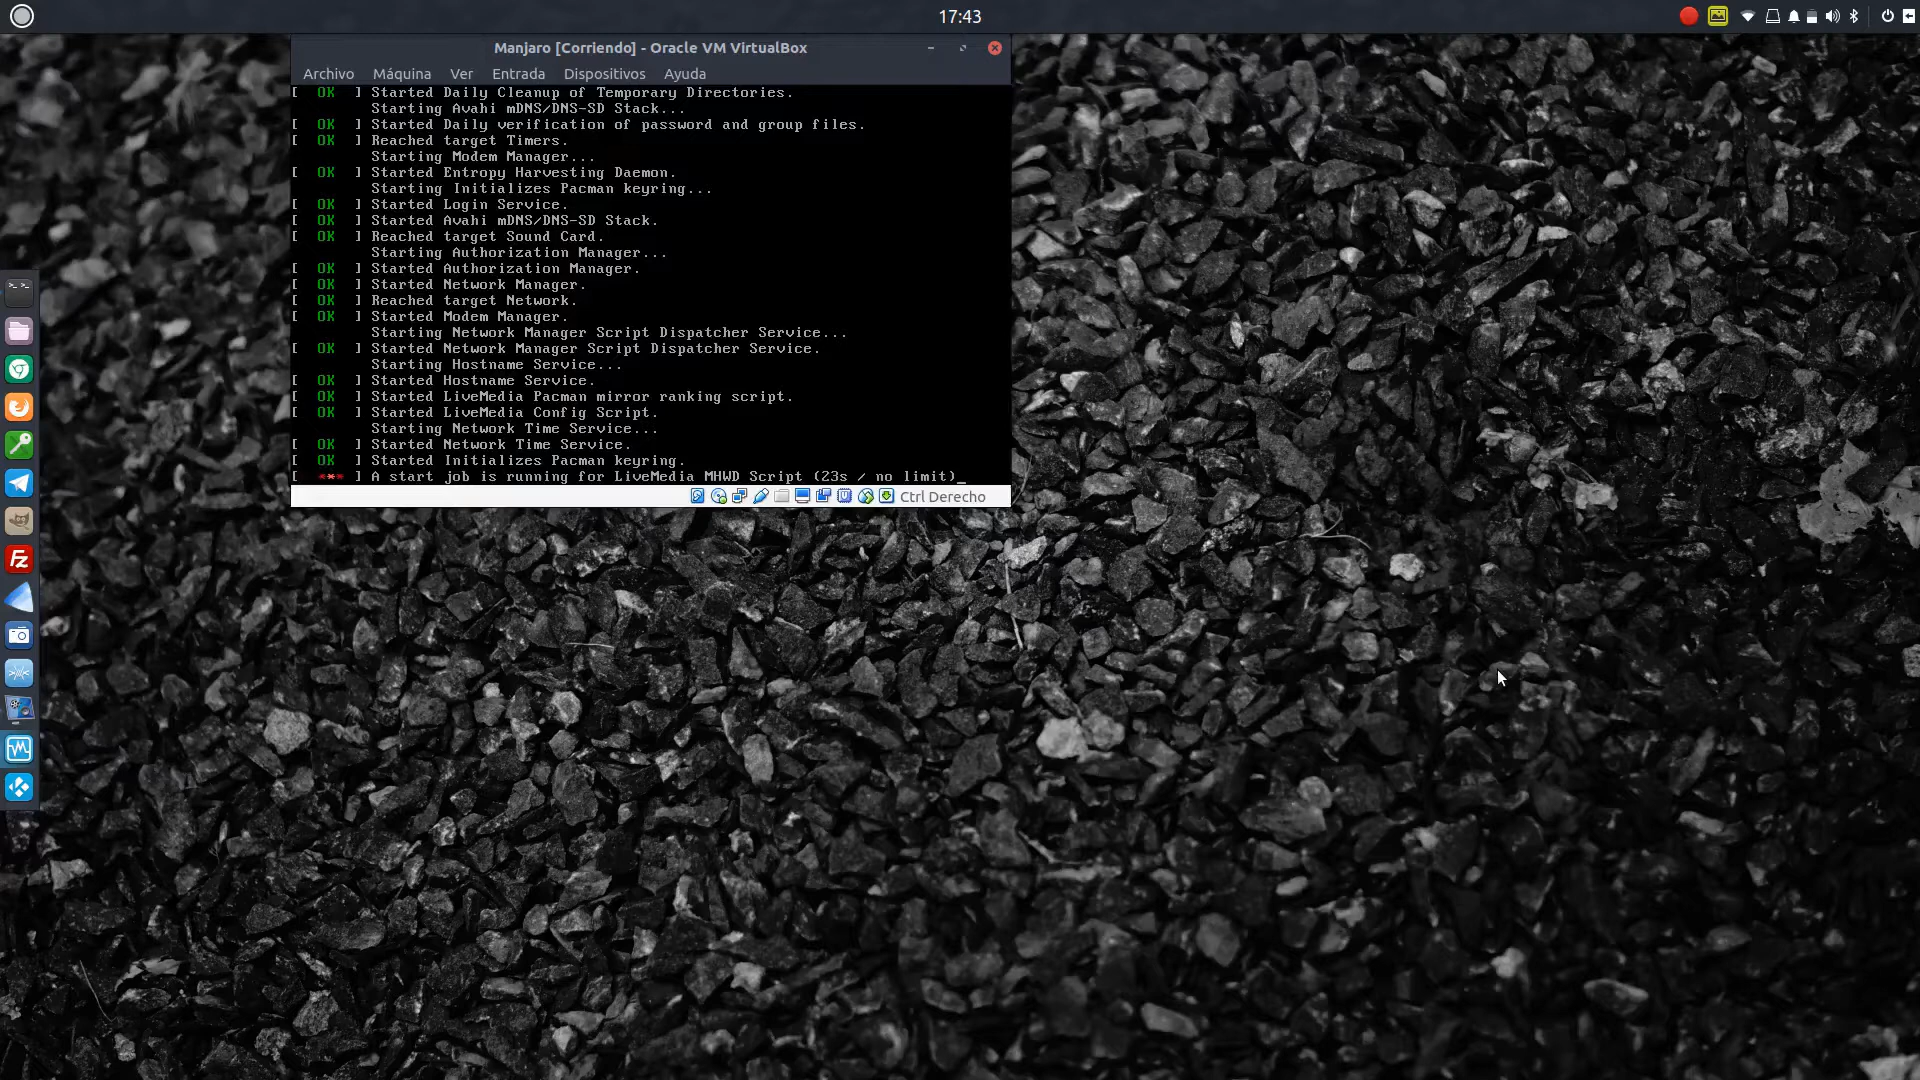 17:43
Manjaro [Corriendo] - Oracle VM VirtualBox
Archivo Máquina Ver Entrada Dispositivos Ayuda
[ OK ] Started Daily Cleanup of Temporary Directories.
Starting Avahi mDNS/DNS-SD Stack...
[ OK ] Started Daily verification of password and group files.
[ OK ] Reached target Timers.
Starting Modem Manager...
[ OK ] Started Entropy Harvesting Daemon.
Starting Initializes Pacman keyring...
[ OK ] Started Login Service.
[ OK ] Started Avahi mDNS/DNS-SD Stack.
[ OK ] Reached target Sound Card.
Starting Authorization Manager...
[ OK ] Started Authorization Manager.
[ OK ] Started Network Manager.
[ OK ] Reached target Network.
[ OK ] Started Modem Manager.
Starting Network Manager Script Dispatcher Service...
[ OK ] Started Network Manager Script Dispatcher Service.
Starting Hostname Service...
[ OK ] Started Hostname Service.
[ OK ] Started LiveMedia Pacman mirror ranking script.
[ OK ] Started LiveMedia Config Script.
Starting Network Time Service...
[ OK ] Started Network Time Service.
[ OK ] Started Initializes Pacman keyring.
[ *** ] A start job is running for LiveMedia MHWD Script (23s / no limit)_
Ctrl Derecho
>_ >_
Fz